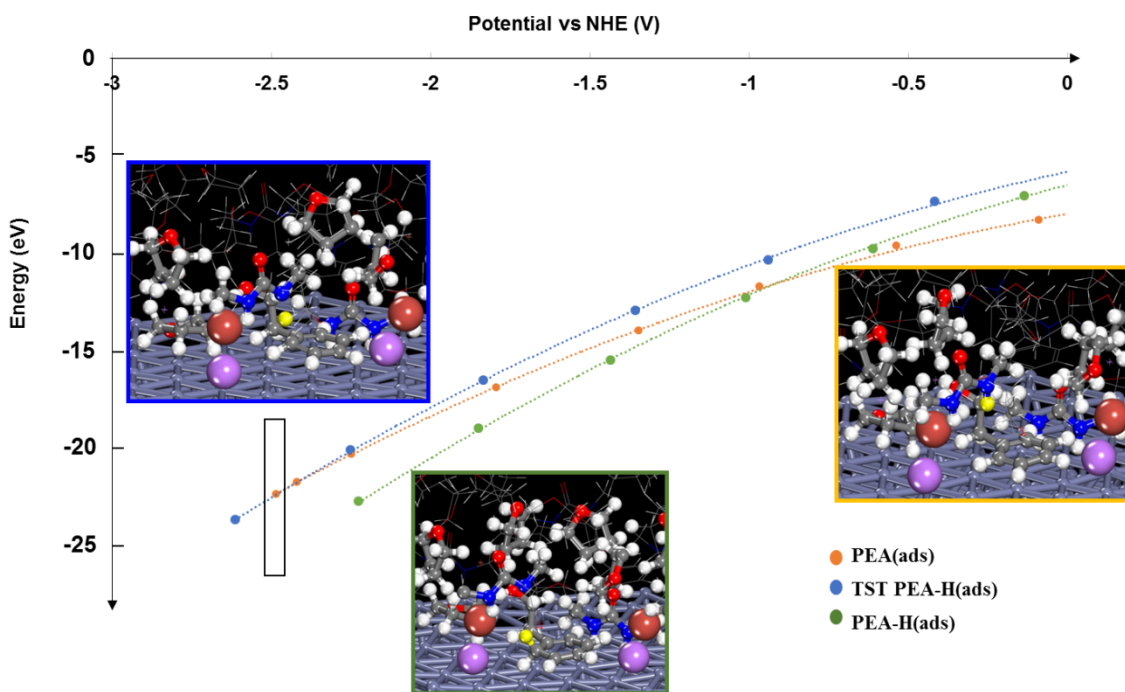 Potential vs NHE (V)
0
-3
-2.5
-2
-1.5
-1
-0.5
0
-5
-10
-15
-20
-25
Energy (eV)
PEA(ads)
TST PEA-H(ads)
PEA-H(ads)